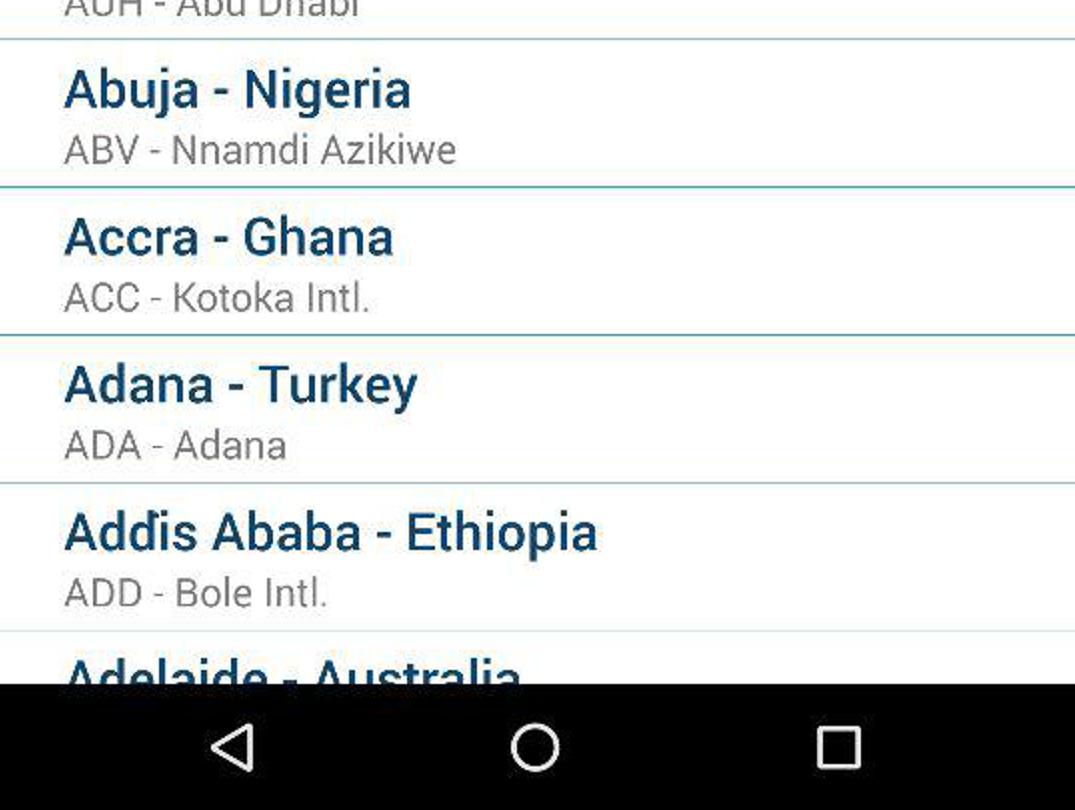 AUH - Abu Dhabi
Abuja - Nigeria
ABV - Nnamdi Azikiwe
Accra - Ghana
ACC - Kotoka Intl.
Adana - Turkey
ADA - Adana
Addis Ababa - Ethiopia
ADD - Bole Intl.
Adelaide - Australia